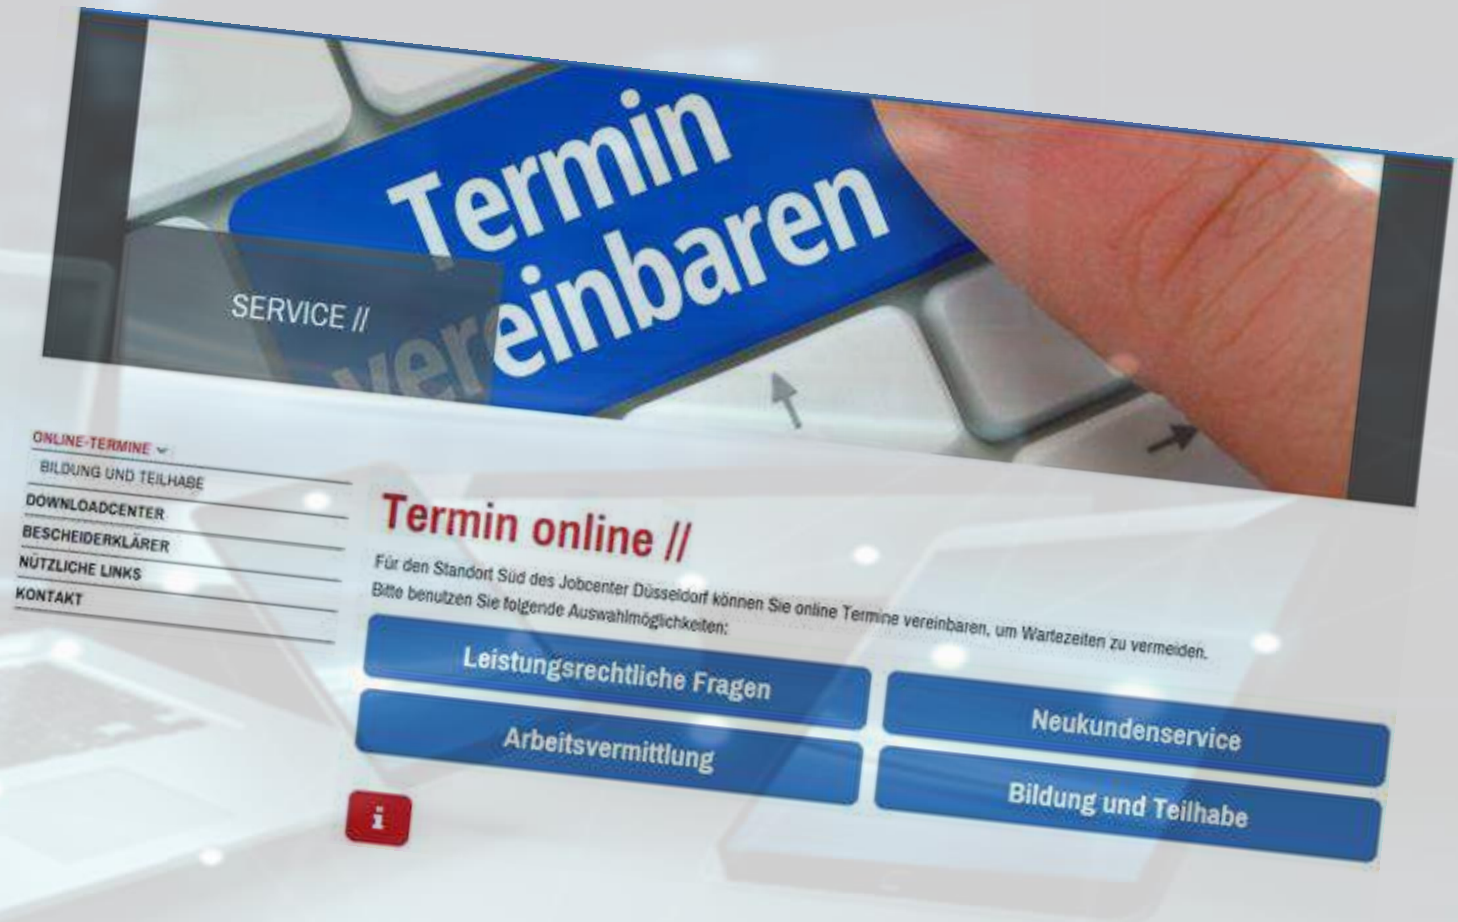 Termin
vereinbaren
SERVICE //
ONLINE-TERMINE
BILDUNG UND TEILHABE
DOWNLOADCENTER
BESCHEIDERKLÄRER
NÜTZLICHE LINKS
KONTAKT
Termin online //
Für den Standort Süd des Jobcenter Düsseldorf können Sie online Termine vereinbaren, um Wartezeiten zu vermeiden.
Bitte benutzen Sie folgende Auswahlmöglichkeiten:
Leistungsrechtliche Fragen
Neukundenservice
Arbeitsvermittlung
Bildung und Teilhabe
i